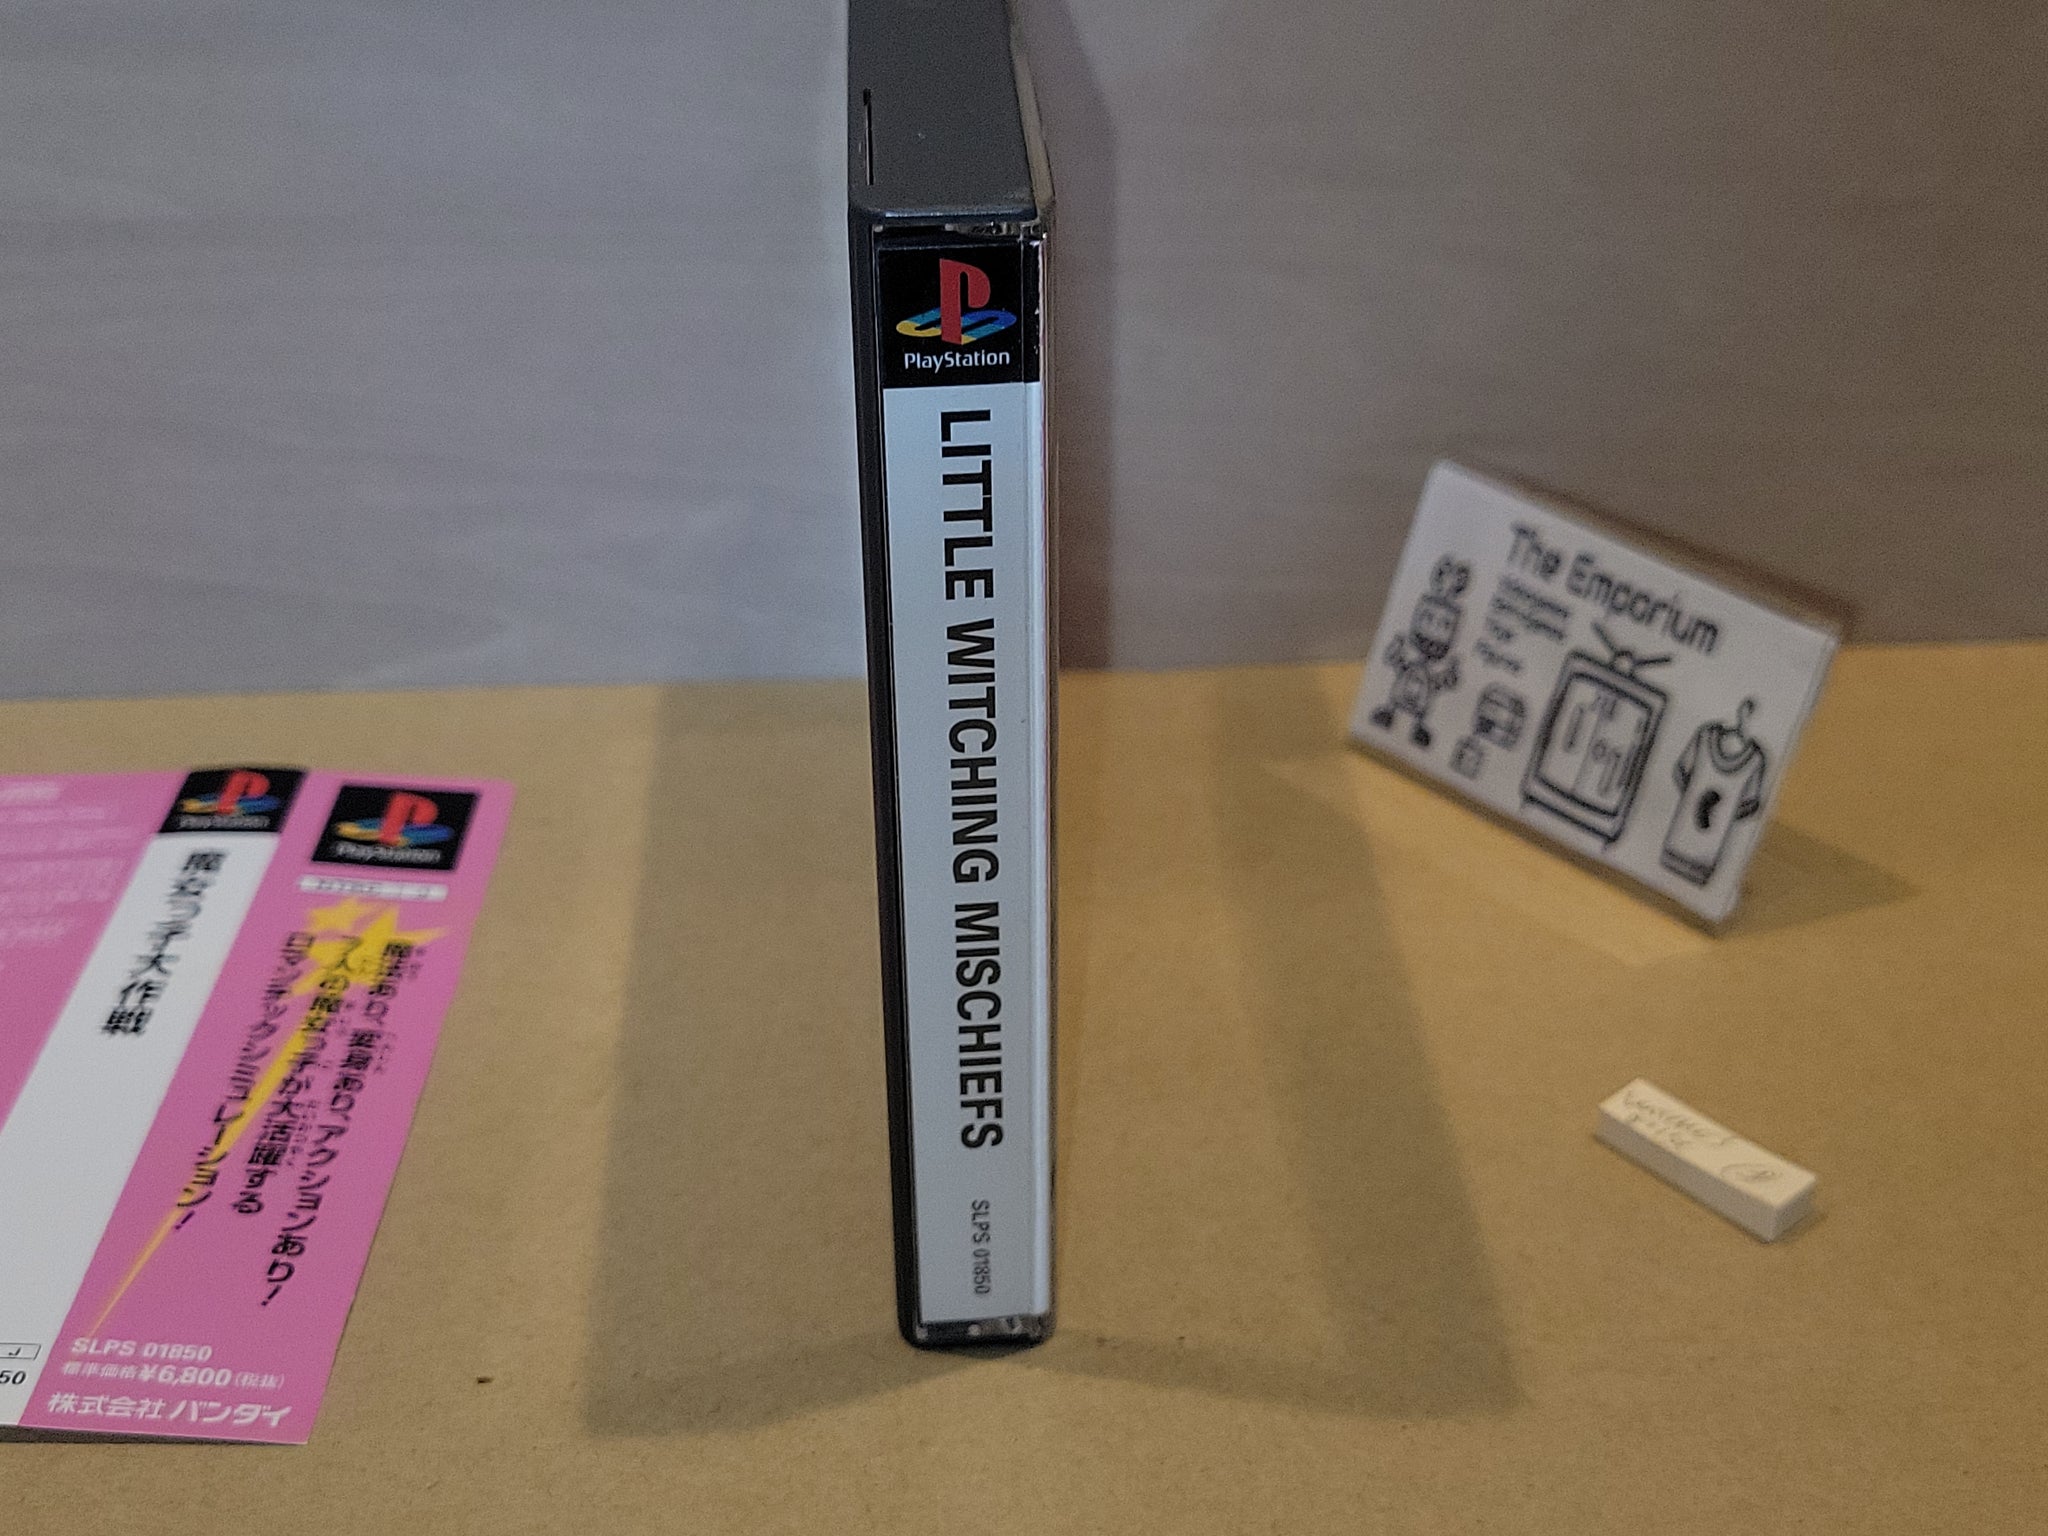 PlayStation
LITTLE WITCHING MISCHIEFS
SLPS 01850
PlayStation
魔女っ子大作戦
J
50
PlayStation
魔法あり、変身あり、アクションあり!
7人の魔女っ子が大活躍する
ロマンチックシミュレーション!
SLPS 01850
標準価格¥6,800(税抜)
株式会社 バンダイ
The Emporium